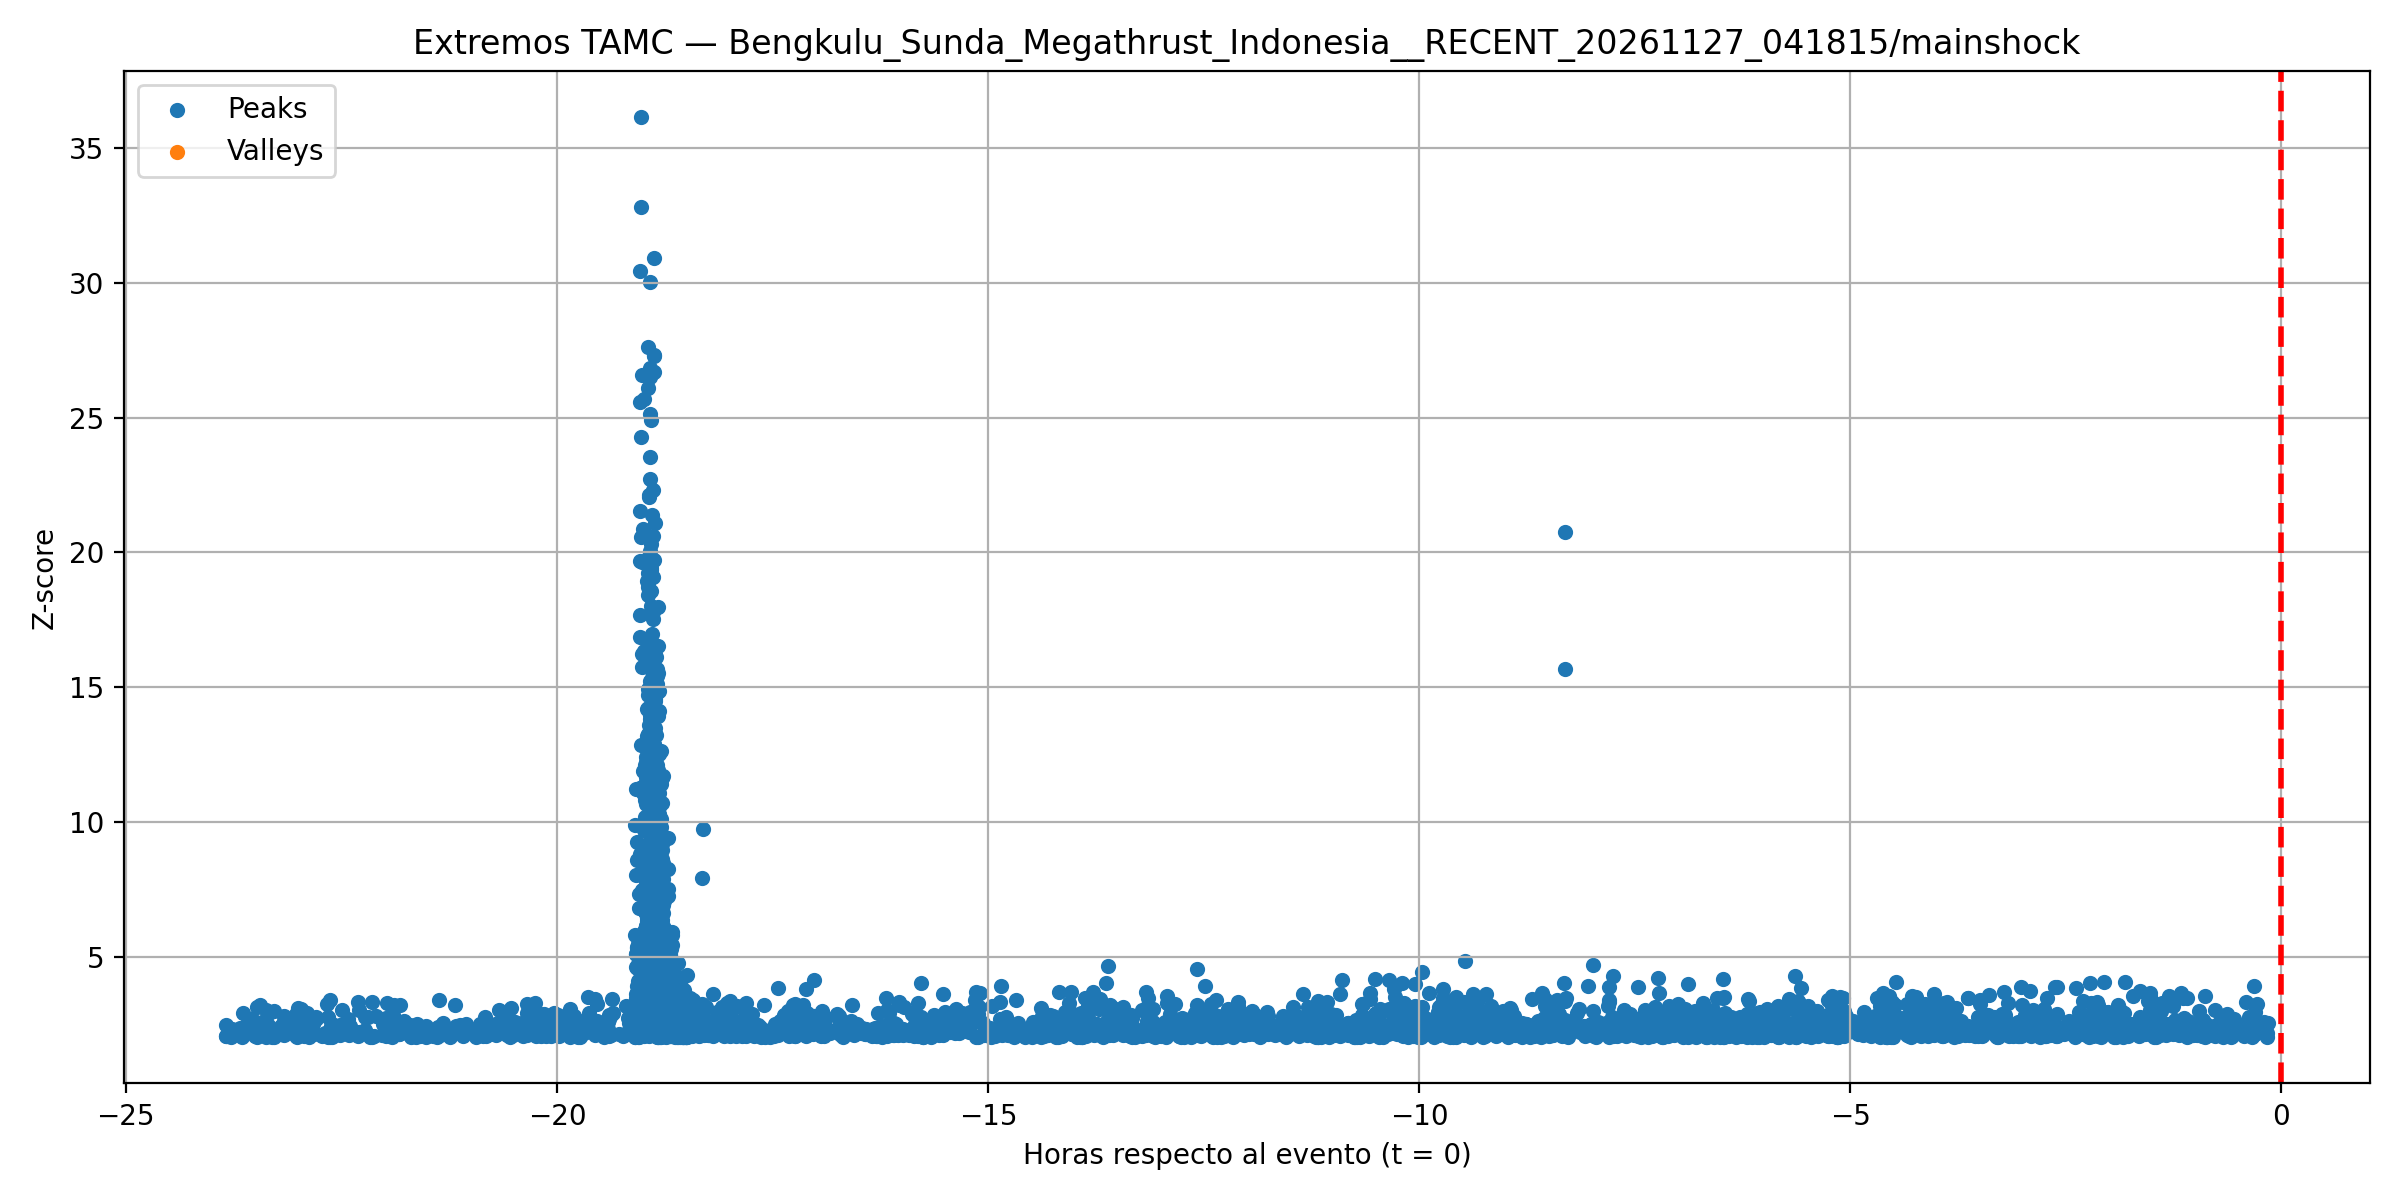 Extremos TAMC — Bengkulu_Sunda_Megathrust_Indonesia__RECENT_20261127_041815/mainshock
Peaks
Valleys
35
30
25
20
15
10
5
Z-score
−25 −20 −15 −10 −5 0
Horas respecto al evento (t = 0)